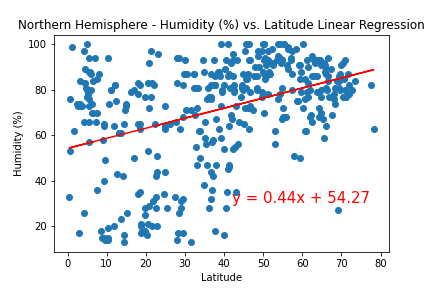 Northern Hemisphere - Humidity (%) vs. Latitude Linear Regression
100
80
60
40
20
Humidity (%)
y = 0.44x + 54.27
0 10 20 30 40 50 60 70 80
Latitude